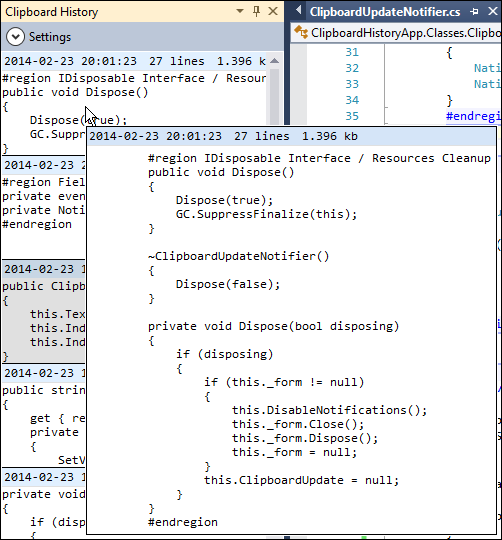 Clipboard History
ClipboardUpdateNotifier.cs
Settings
ClipboardHistoryApp.Classes.Clipbo
2014-02-23 20:01:23 27 lines 1.396 k
#region IDisposable Interface / Resour
public void Dispose()
{
Dispose(true);
GC.Suppr
}
31 {
32 Nati
33 Nati
34 }
35 #endregi
2014-02-23 20:01:23 27 lines 1.396 kb
#region IDisposable Interface / Resources Cleanup
public void Dispose()
{
Dispose(true);
GC.SuppressFinalize(this);
}
~ClipboardUpdateNotifier()
{
Dispose(false);
}
private void Dispose(bool disposing)
{
if (disposing)
{
if (this._form != null)
{
this.DisableNotifications();
this._form.Close();
this._form.Dispose();
this._form = null;
}
this.ClipboardUpdate = null;
}
}
#endregion
2014-02-23 1
#region Fiel
private even
private Noti
#endregion
2014-02-23 1
public Clipb
{
this.Tex
this.Ind
this.Ind
}
2014-02-23 1
public strin
{
get { re
private
{
SetV
2014-02-23 2
private void
{
if (disp
{